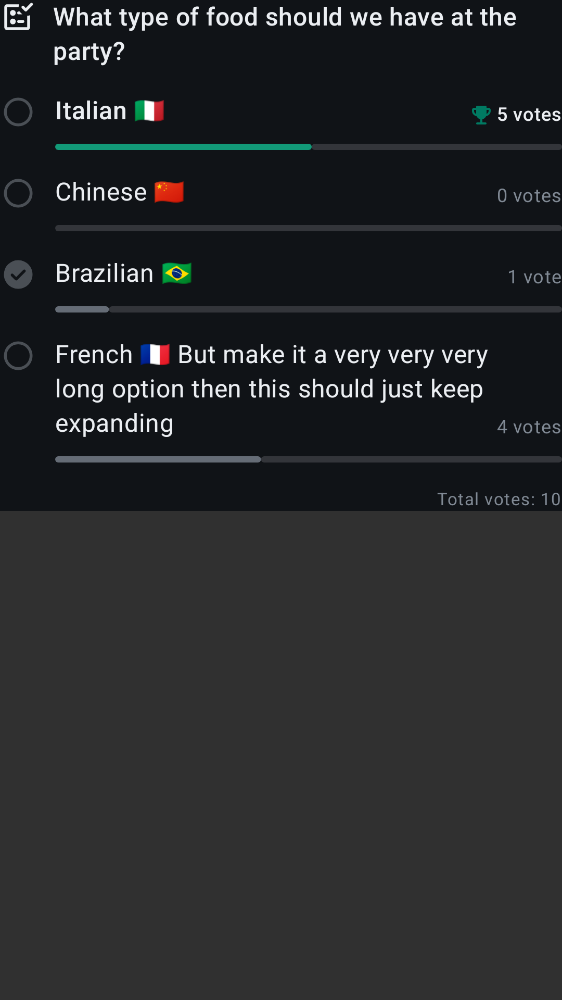 What type of food should we have at the
party?
Italian 🇮🇹
5 votes
Chinese 🇨🇳
0 votes
Brazilian 🇧🇷
1 vote
French 🇫🇷 But make it a very very very
long option then this should just keep
expanding
4 votes
Total votes: 10